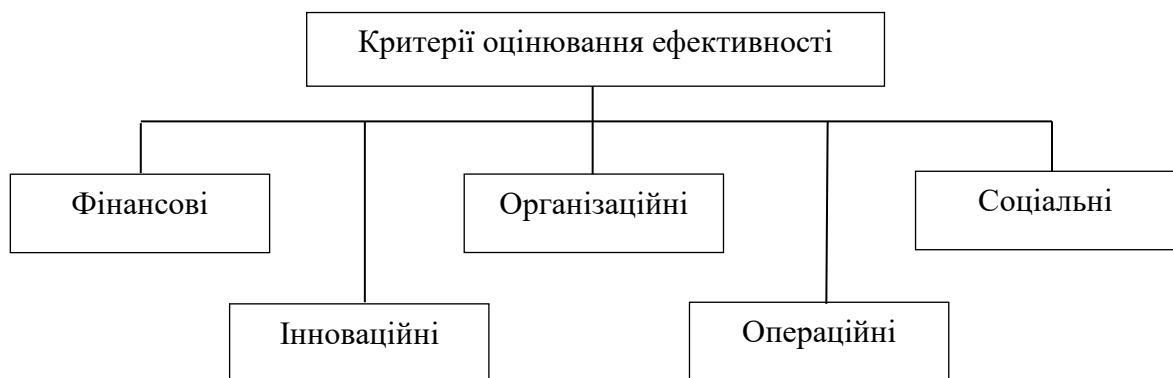 Критерії оцінювання ефективності
Фінансові
Організаційні
Соціальні
Інноваційні
Операційні